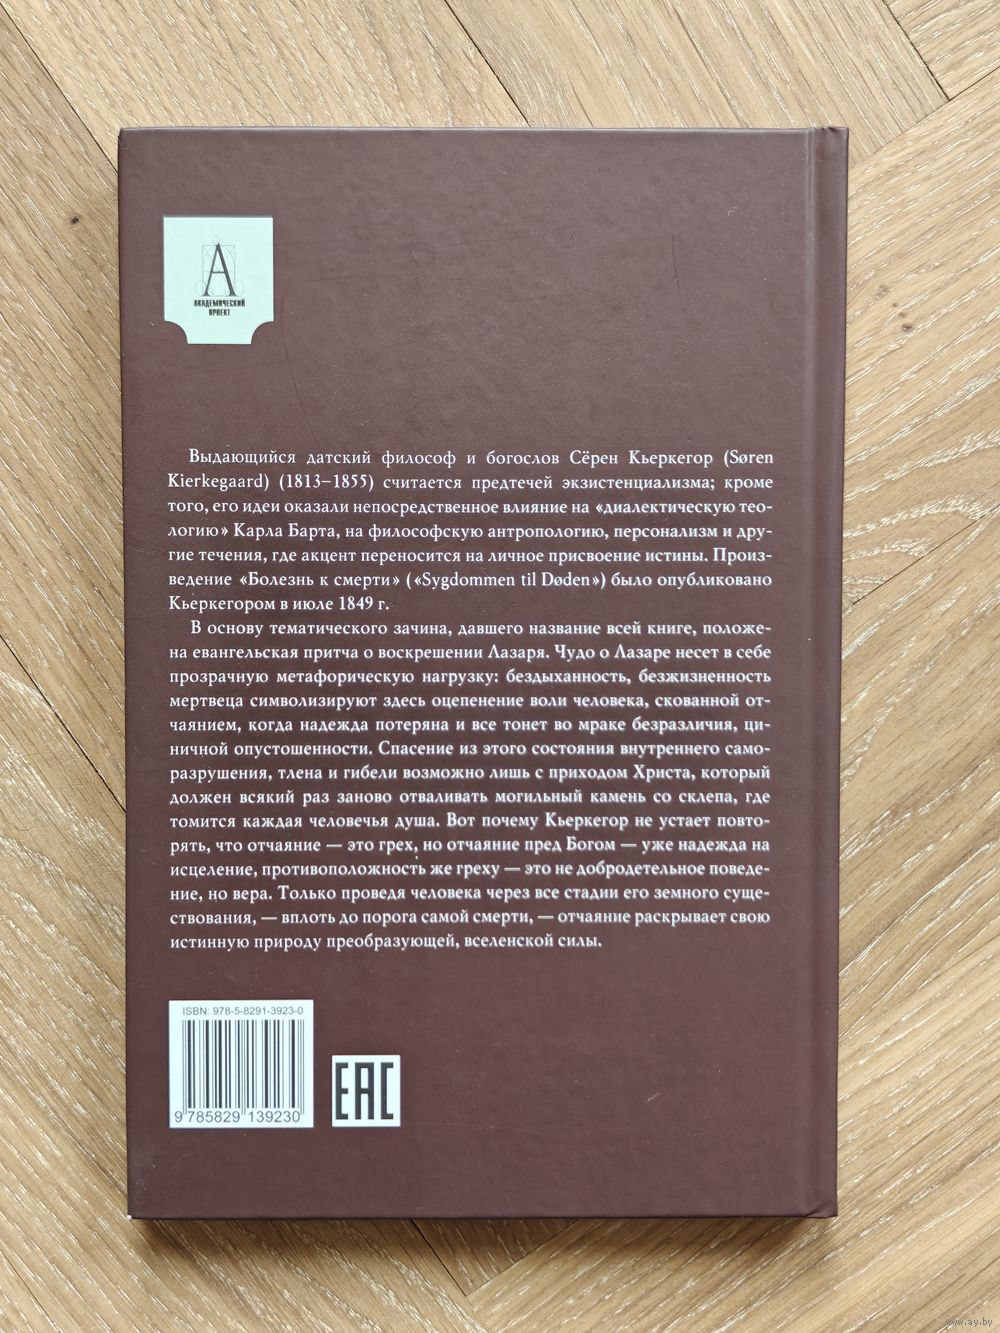 А
АКАДЕМИЧЕСКИЙ
ПРОЕКТ
Выдающийся датский философ и богослов Сёрен Кьеркегор (Søren
Kierkegaard) (1813–1855) считается предтечей экзистенциализма; кроме
того, его идеи оказали непосредственное влияние на «диалектическую тео-
логию» Карла Барта, на философскую антропологию, персонализм и дру-
гие течения, где акцент переносится на личное присвоение истины. Произ-
ведение «Болезнь к смерти» («Sygdommen til Døden») было опубликовано
Кьеркегором в июле 1849 г.
В основу тематического зачина, давшего название всей книге, положе-
на евангельская притча о воскрешении Лазаря. Чудо о Лазаре несет в себе
прозрачную метафорическую нагрузку: бездыханность, безжизненность
мертвеца символизируют здесь оцепенение воли человека, скованной от-
чаянием, когда надежда потеряна и все тонет во мраке безразличия, ци-
ничной опустошенности. Спасение из этого состояния внутреннего само-
разрушения, тлена и гибели возможно лишь с приходом Христа, который
должен всякий раз заново отваливать могильный камень со склепа, где
томится каждая человечья душа. Вот почему Кьеркегор не устает повто-
рять, что отчаяние — это грех, но отчаяние пред Богом — уже надежда на
исцеление, противоположность же греху — это не добродетельное поведе-
ние, но вера. Только проведя человека через все стадии его земного суще-
ствования, — вплоть до порога самой смерти, — отчаяние раскрывает свою
истинную природу преобразующей, вселенской силы.
ISBN: 978-5-8291-3923-0
9 785829 139230
EAC
www.ay.by